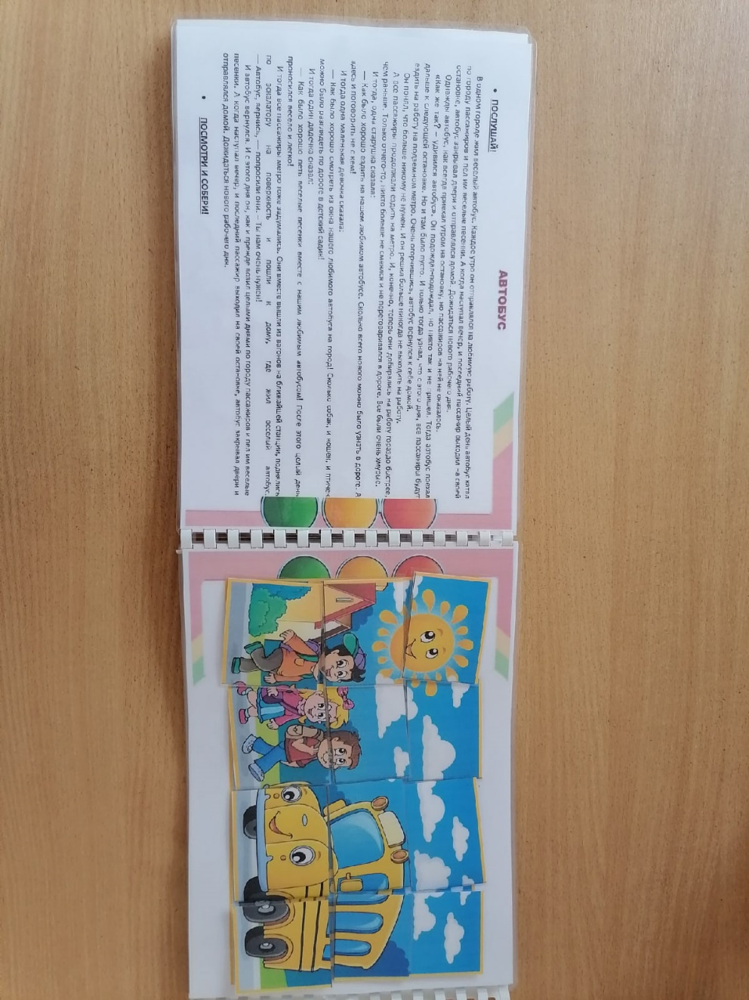 АВТОБУС
• ПОСЛУШАЙ!
В одном городе жил веселый автобус. Каждое утро он отправлялся на любимую работу. Целый день автобус катал
по городу пассажиров и пел им веселые песенки. А когда наступал вечер, и последний пассажир выходил на своей
остановке, автобус закрывал двери и отправлялся домой. Дожидаться нового рабочего дня.
Однажды автобус, как всегда приехал утром на остановку, но пассажиров на ней не оказалось.
«Как же так? – удивился автобус». Он подождал-подождал, но никто так и не пришел. Тогда автобус поехал
дальше к следующей остановке. Но и там было пусто. И только тогда узнал, что с этого дня, все пассажиры будут
ездить на работу на подземном метро. Очень огорчившись, автобус вернулся к себе домой.
Он понял, что больше никому не нужен. И он решил больше никогда не выходить на работу.
А все пассажиры продолжали ездить на метро. И, конечно, теперь они добирались на работу гораздо быстрее,
чем раньше. Только отчего-то, никто больше не смеялся и не переговаривался в дороге. Все были очень хмурые.
И тогда, одна старушка сказала:
— Как было хорошо ездить на нашем любимом автобусе. Сколько всего нового можно было узнать в дороге. А
здесь и поговорить не с кем!
И тогда одна маленькая девочка сказала:
— Как было хорошо смотреть из окна нашего любимого автобуса на город! Сколько собак, и кошек, и птичек
можно было разглядеть по дороге в детский садик!
И тогда один дядечка сказал:
— Как было хорошо петь веселые песенки вместе с нашим любимым автобусом! После этого целый день
проносился весело и легко!
И тогда все пассажиры метро тоже задумались. Они вместе вышли из вагонов на ближайшей станции, поднялись
по эскалатору на поверхность и пошли к дому, где жил веселый автобус.
— Автобус, вернись, — попросили они. – Ты нам очень нужен!
И автобус вернулся. И с этого дня он, как и прежде возил целыми днями по городу пассажиров и пел им веселые
песенки. А когда наступал вечер, и последний пассажир выходил на своей остановке, автобус закрывал двери и
отправлялся домой. Дожидаться нового рабочего дня.
• ПОСМОТРИ И СОБЕРИ!